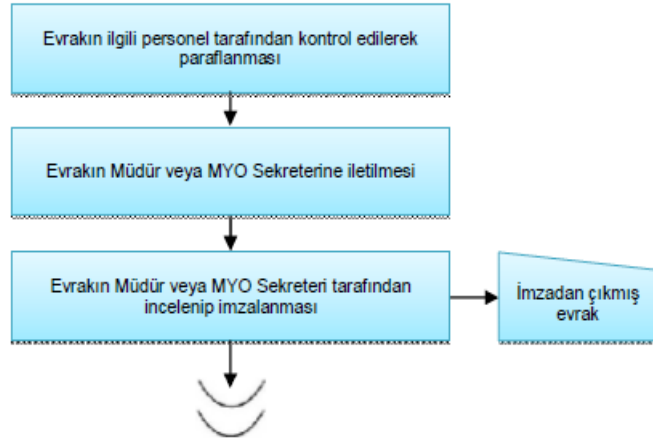 Evrakın ilgili personel tarafından kontrol edilerek
paraflanması
Evrakın Müdür veya MYO Sekreterine iletilmesi
Evrakın Müdür veya MYO Sekreteri tarafından
incelenip imzalanması
İmzadan çıkmış
evrak